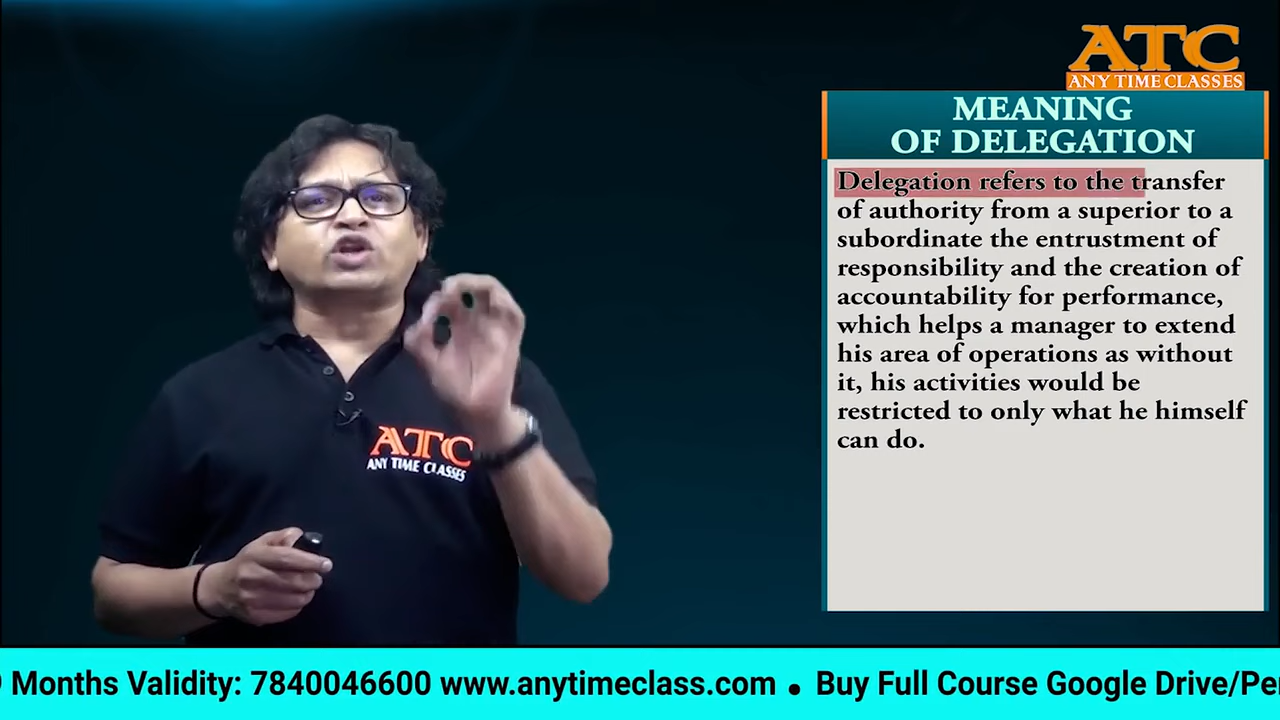 ATC
ANY TIME CLASSES
MEANING
OF DELEGATION
Delegation refers to the transfer
of authority from a superior to a
subordinate the entrustment of
responsibility and the creation of
accountability for performance,
which helps a manager to extend
his area of operations as without
it, his activities would be
restricted to only what he himself
can do.
ATC
ANY TIME CLASSES
Months Validity: 7840046600 www.anytimeclass.com • Buy Full Course Google Drive/Pe